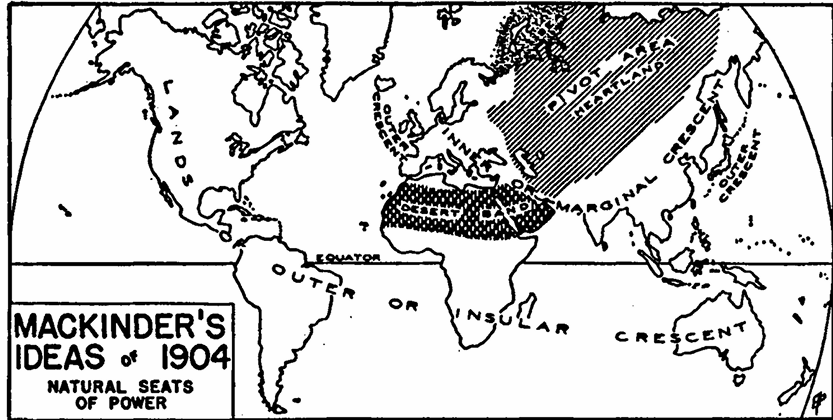 PIVOT AREA
HEARTLAND
LANDS
OUTER
CRESCENT
INNER
OR MARGINAL CRESCENT
OUTER
CRESCENT
DESERT BAND
EQUATOR
OUTER OR INSULAR CRESCENT
MACKINDER'S
IDEAS OF 1904
NATURAL SEATS
OF POWER